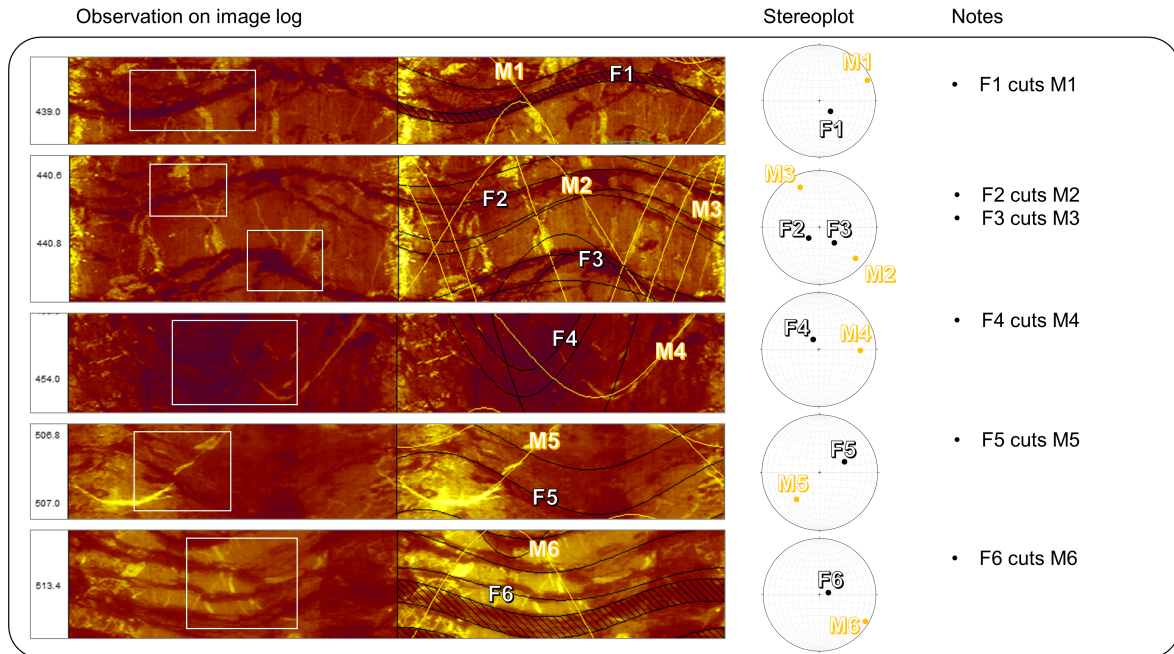 Observation on image log
Stereoplot
Notes
439.0
M1
F1
M1
F1
• F1 cuts M1
440.6
440.8
F2
M2
M3
F3
M3
F2
F3
M2
• F2 cuts M2
• F3 cuts M3
454.0
F4
M4
F4
M4
• F4 cuts M4
506.8
507.0
M5
F5
F5
M5
• F5 cuts M5
513.4
M6
F6
F6
M6
• F6 cuts M6